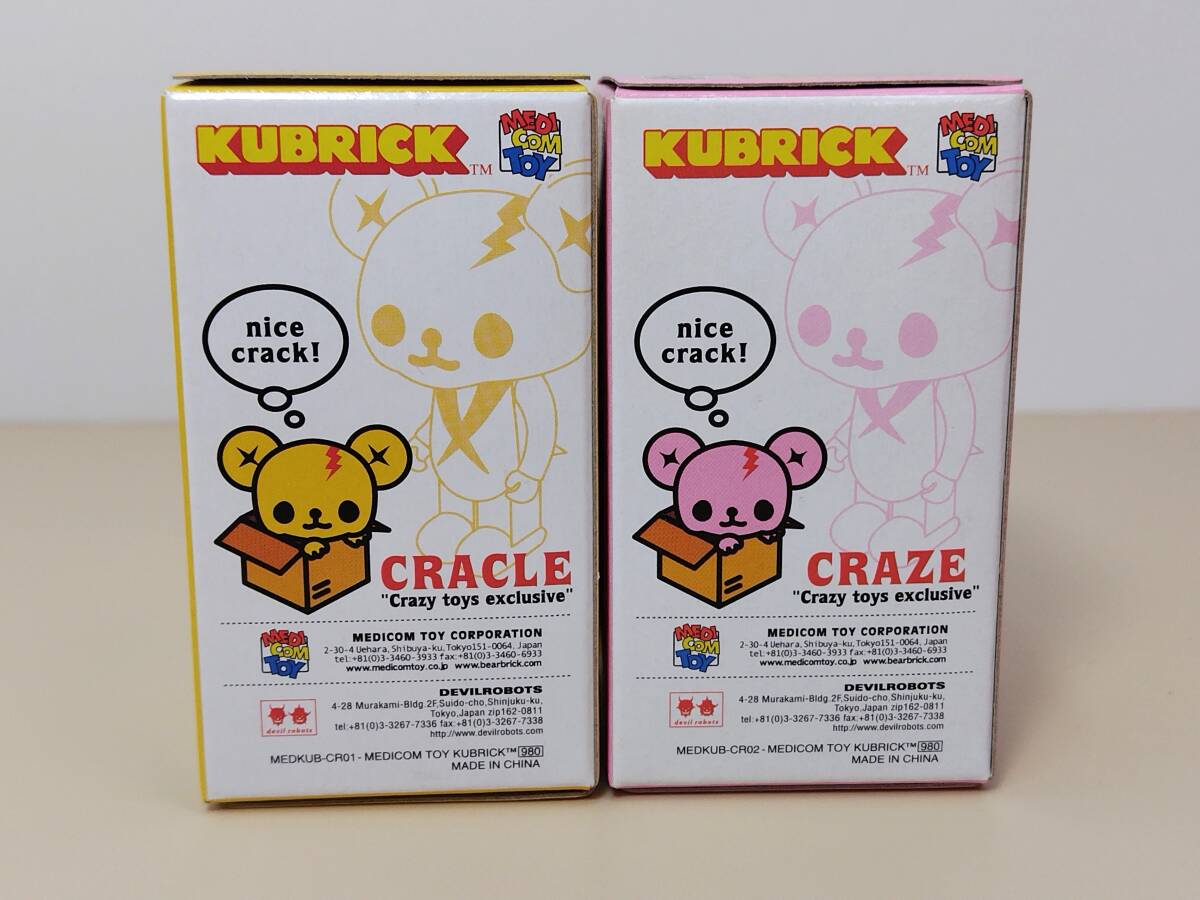 KUBRICK TM
MEDI COM TOY
nice
crack!
CRACLE
"Crazy toys exclusive"
MEDI COM TOY
MEDICOM TOY CORPORATION
2-30-4 Uehara, Shibuya-ku, Tokyo151-0064, Japan
tel:+81(0)3-3460-3933 fax:+81(0)3-3460-6933
www.medicomtoy.co.jp www.bearbrick.com
devil robots
DEVILROBOTS
4-28 Murakami-Bldg.2F,Suido-cho,Shinjuku-ku,
Tokyo,Japan zip162-0811
tel:+81(0)3-3267-7336 fax:+81(0)3-3267-7338
http://www.devilrobots.com
MEDKUB-CR01-MEDICOM TOY KUBRICK™ 980
MADE IN CHINA
KUBRICK TM
MEDI COM TOY
nice
crack!
CRAZE
"Crazy toys exclusive"
MEDI COM TOY
MEDICOM TOY CORPORATION
2-30-4 Uehara, Shibuya-ku, Tokyo151-0064, Japan
tel:+81(0)3-3460-3933 fax:+81(0)3-3460-6933
www.medicomtoy.co.jp www.bearbrick.com
devil robots
DEVILROBOTS
4-28 Murakami-Bldg.2F,Suido-cho,Shinjuku-ku,
Tokyo,Japan zip162-0811
tel:+81(0)3-3267-7336 fax:+81(0)3-3267-7338
http://www.devilrobots.com
MEDKUB-CR02-MEDICOM TOY KUBRICK™ 980
MADE IN CHINA